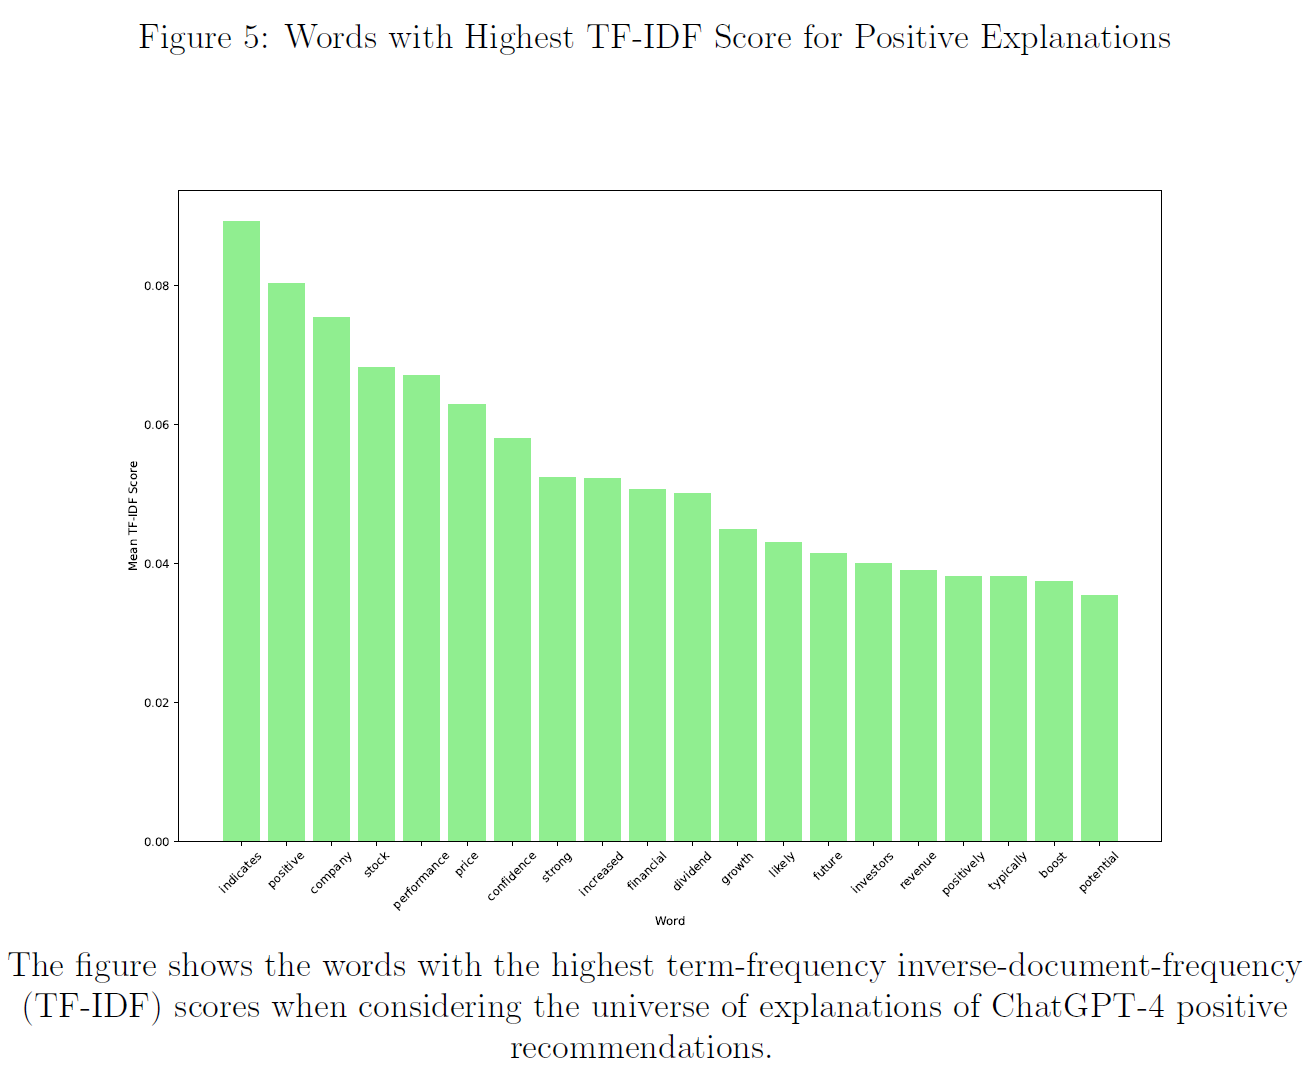 Figure 5: Words with Highest TF-IDF Score for Positive Explanations
0.08
0.06
0.04
0.02
0.00
Mean TF-IDF Score
indicates
positive
company
stock
performance
price
confidence
strong
increased
financial
dividend
growth
likely
future
investors
revenue
positively
typically
boost
potential
Word
The figure shows the words with the highest term-frequency inverse-document-frequency
(TF-IDF) scores when considering the universe of explanations of ChatGPT-4 positive
recommendations.